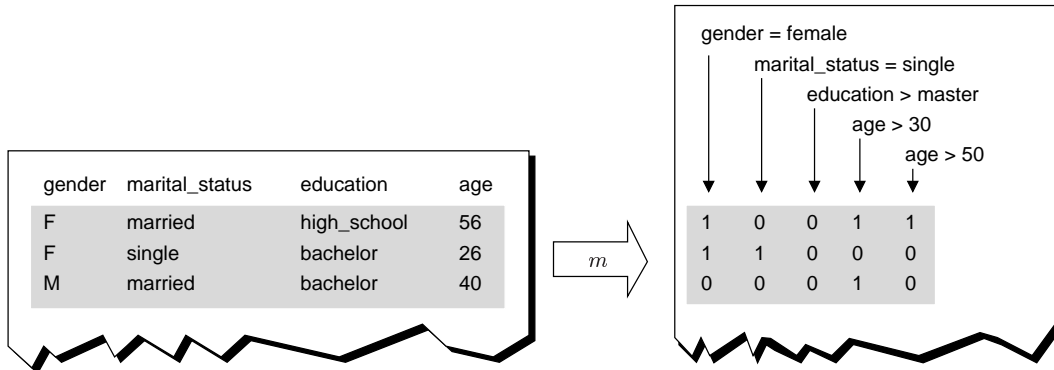 gender = female
marital_status = single
education > master
age > 30
age > 50
gender marital_status education age
F married high_school 56
F single bachelor 26
M married bachelor 40
m
1 0 0 1 1
1 1 0 0 0
0 0 0 1 0